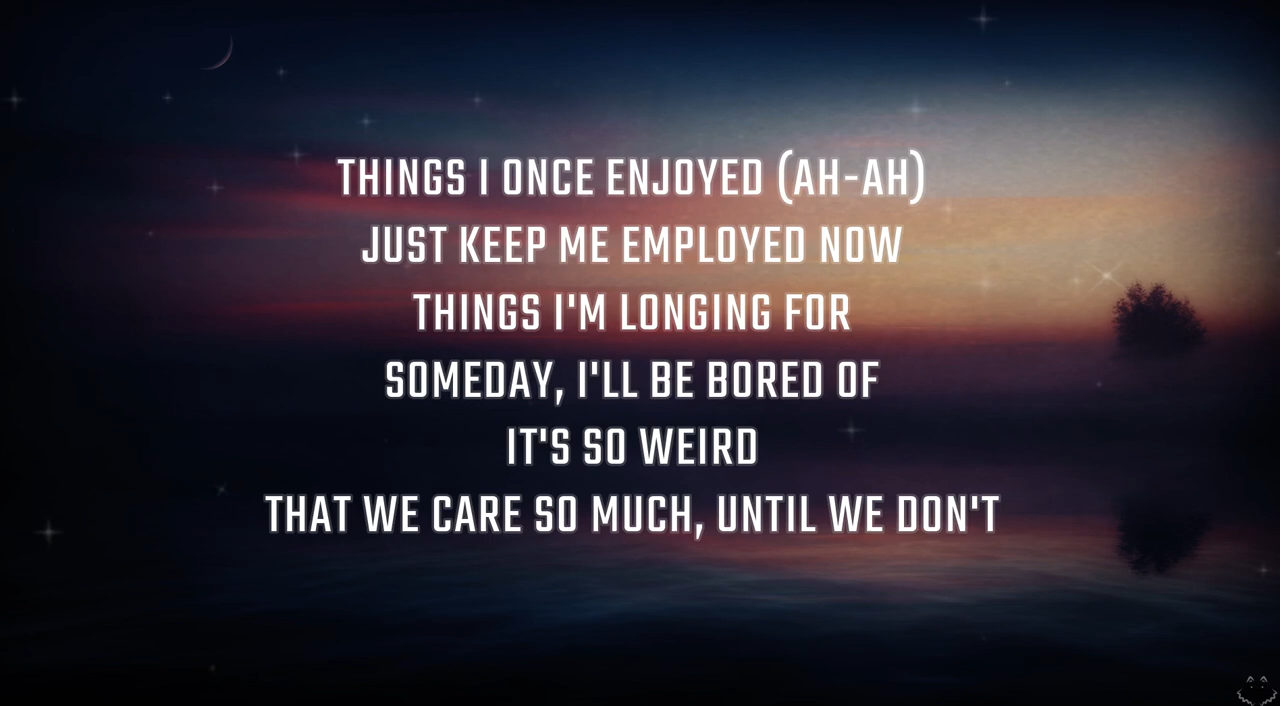 THINGS I ONCE ENJOYED (AH-AH)
JUST KEEP ME EMPLOYED NOW
THINGS I'M LONGING FOR
SOMEDAY, I'LL BE BORED OF
IT'S SO WEIRD
THAT WE CARE SO MUCH, UNTIL WE DON'T